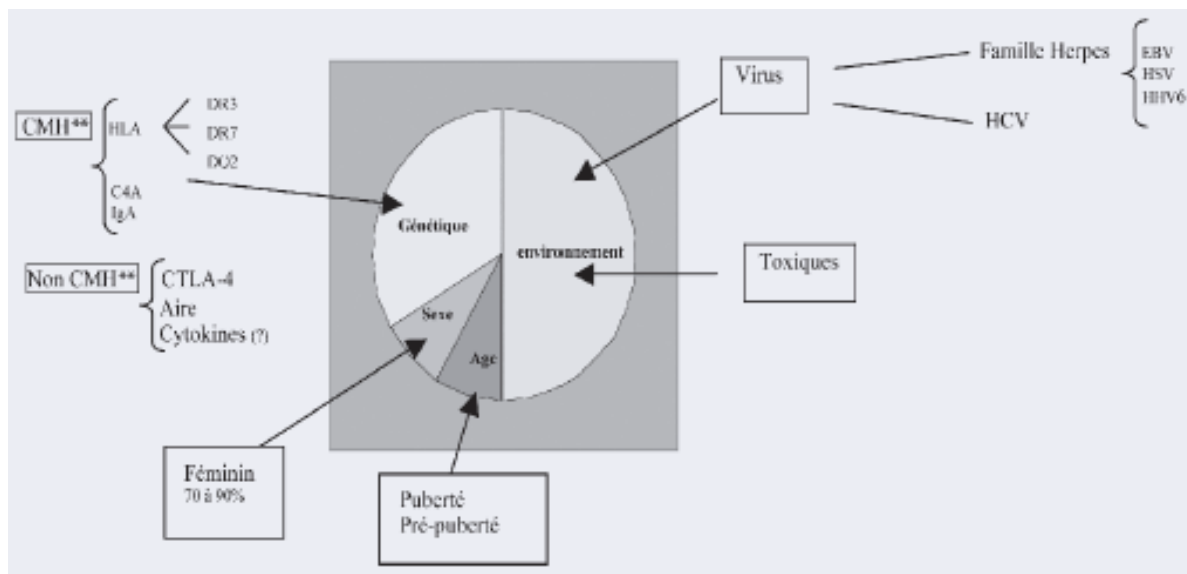 Virus
Famille Herpes
EBV
HSV
HHV6
HCV
CMH**
HLA
DR3
DR7
DQ2
C4A
IgA
Génétique
environnement
Toxiques
Non CMH**
CTLA-4
Aire
Cytokines (?)
Sexe
Age
Féminin
70 à 90%
Puberté
Pré-puberté